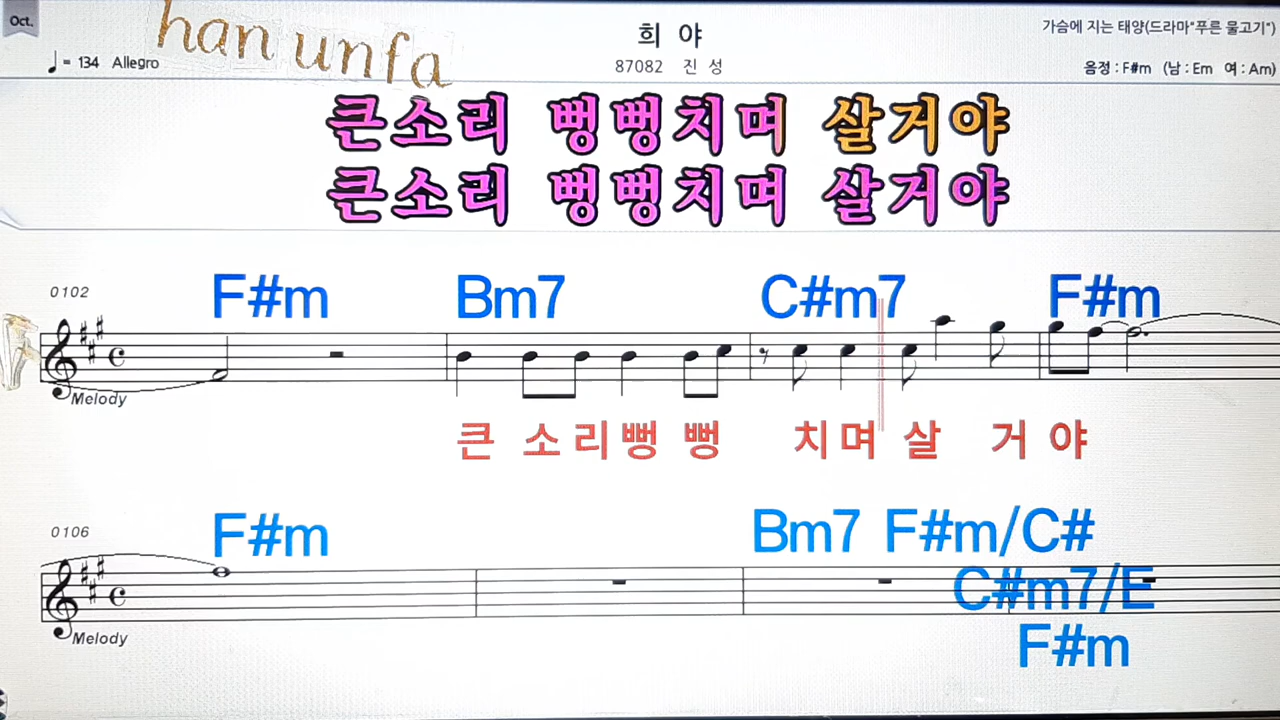 Oct.
han unfa
희 야
가슴에 지는 태양(드라마"푸른 물고기")
♩= 134 Allegro
87082 진 성
음정 : F#m (남 : Em 여 : Am)
큰소리 뻥뻥치며 살거야
큰소리 뻥뻥치며 살거야
0102
F#m Bm7 C#m7 F#m
Melody
큰 소 리 뻥 뻥 치 며 살 거 야
0106
F#m Bm7 F#m/C#
C#m7/E
Melody
F#m